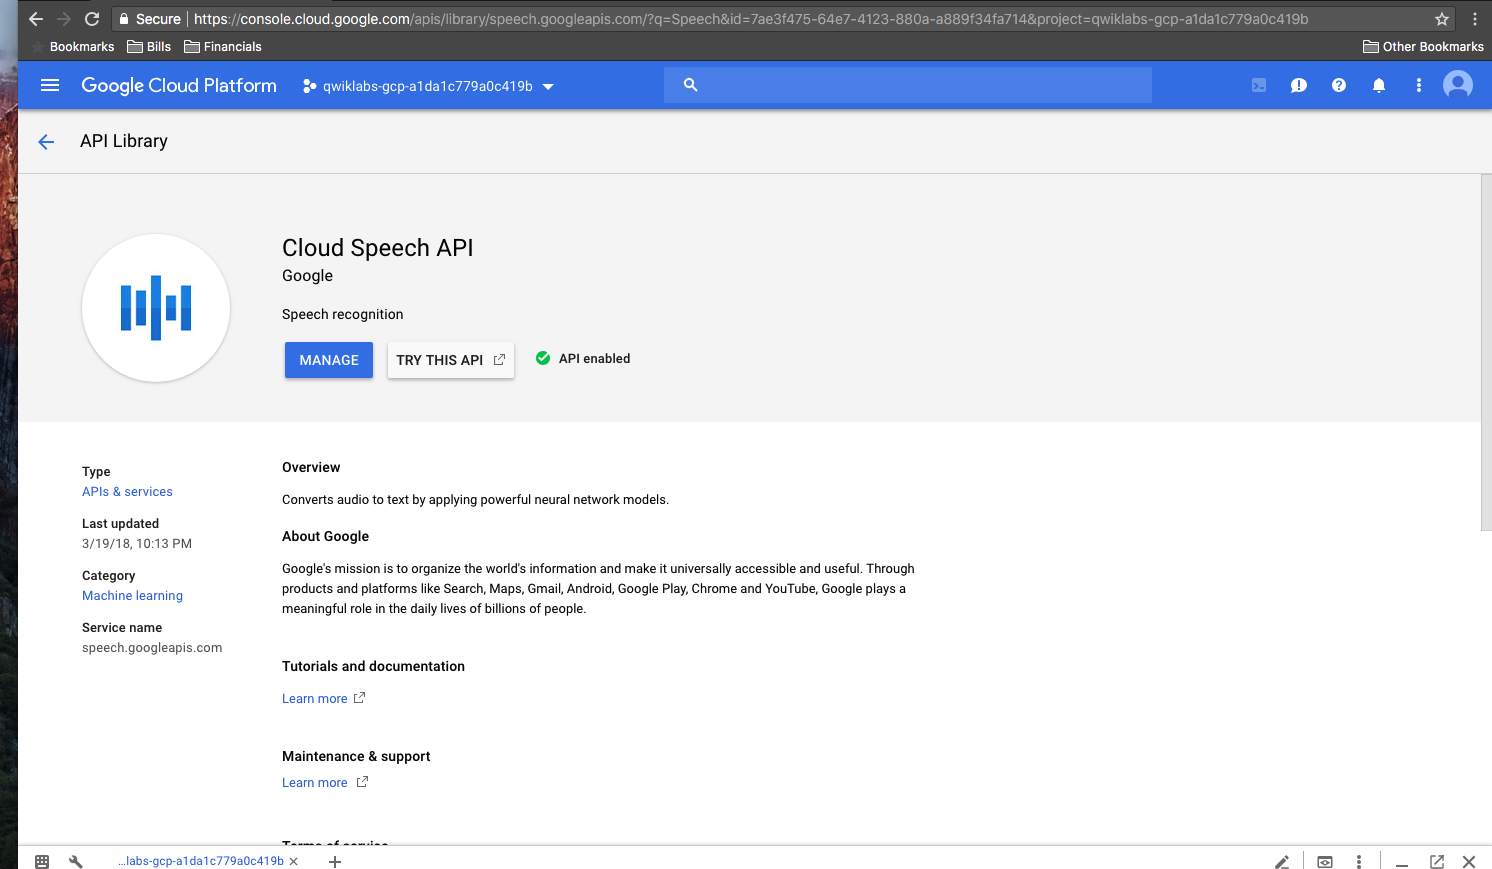 Secure | https://console.cloud.google.com/apis/library/speech.googleapis.com/?q=Speech&id=7ae3f475-64e7-4123-880a-a889f34fa714&project=qwiklabs-gcp-a1da1c779a0c419b
Bookmarks Bills Financials Other Bookmarks
Google Cloud Platform qwiklabs-gcp-a1da1c779a0c419b
API Library
Cloud Speech API
Google
Speech recognition
MANAGE TRY THIS API API enabled
Type
APIs & services
Last updated
3/19/18, 10:13 PM
Category
Machine learning
Service name
speech.googleapis.com
Overview
Converts audio to text by applying powerful neural network models.
About Google
Google's mission is to organize the world's information and make it universally accessible and useful. Through
products and platforms like Search, Maps, Gmail, Android, Google Play, Chrome and YouTube, Google plays a
meaningful role in the daily lives of billions of people.
Tutorials and documentation
Learn more
Maintenance & support
Learn more
Terms of service
...labs-gcp-a1da1c779a0c419b